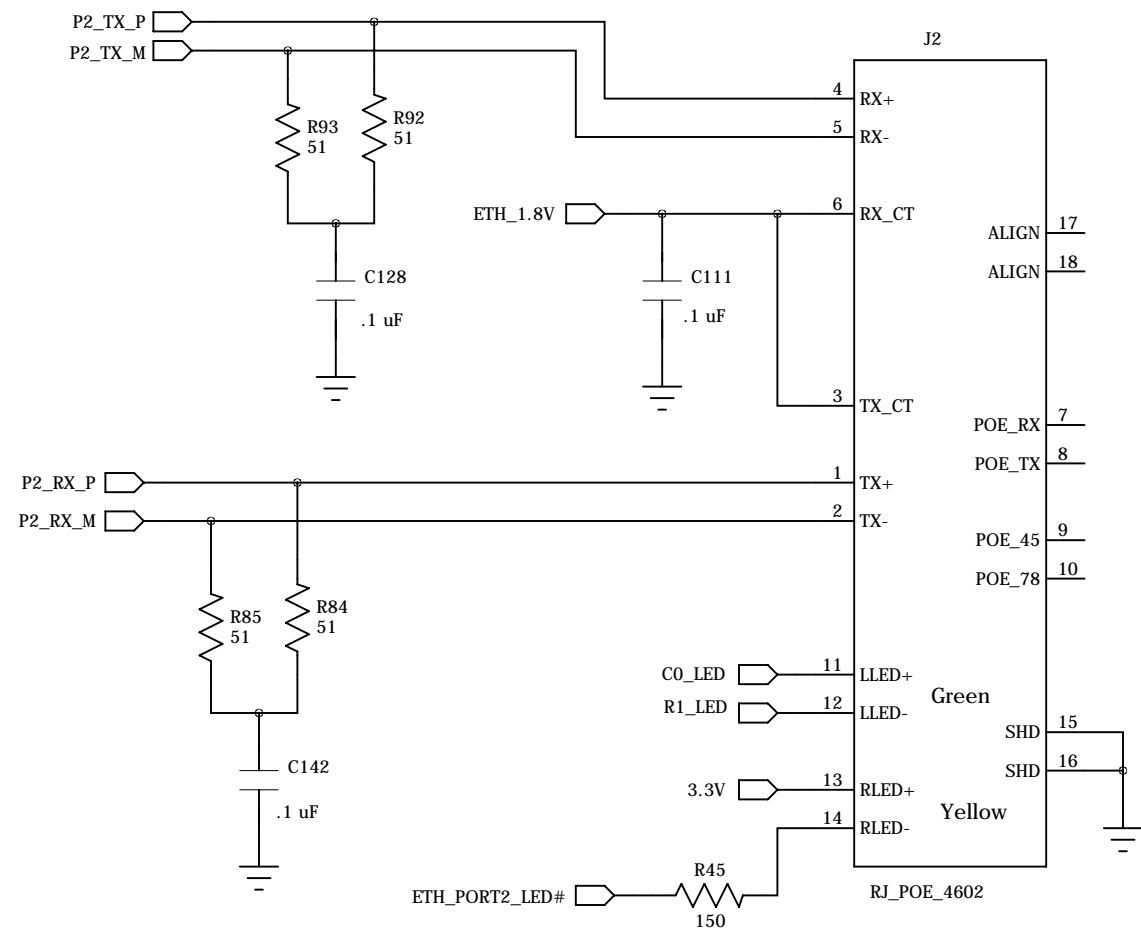 P2_TX_P
P2_TX_M
J2
4 RX+
5 RX-
R93
51
R92
51
ETH_1.8V
6 RX_CT
ALIGN 17
ALIGN 18
C128
.1 uF
C111
.1 uF
3 TX_CT
POE_RX 7
POE_TX 8
P2_RX_P
1 TX+
P2_RX_M
2 TX-
POE_45 9
POE_78 10
R85
51
R84
51
C0_LED
11 LLED+
Green
R1_LED
12 LLED-
SHD 15
SHD 16
C142
.1 uF
3.3V
13 RLED+
Yellow
14 RLED-
R45
150
ETH_PORT2_LED#
RJ_POE_4602